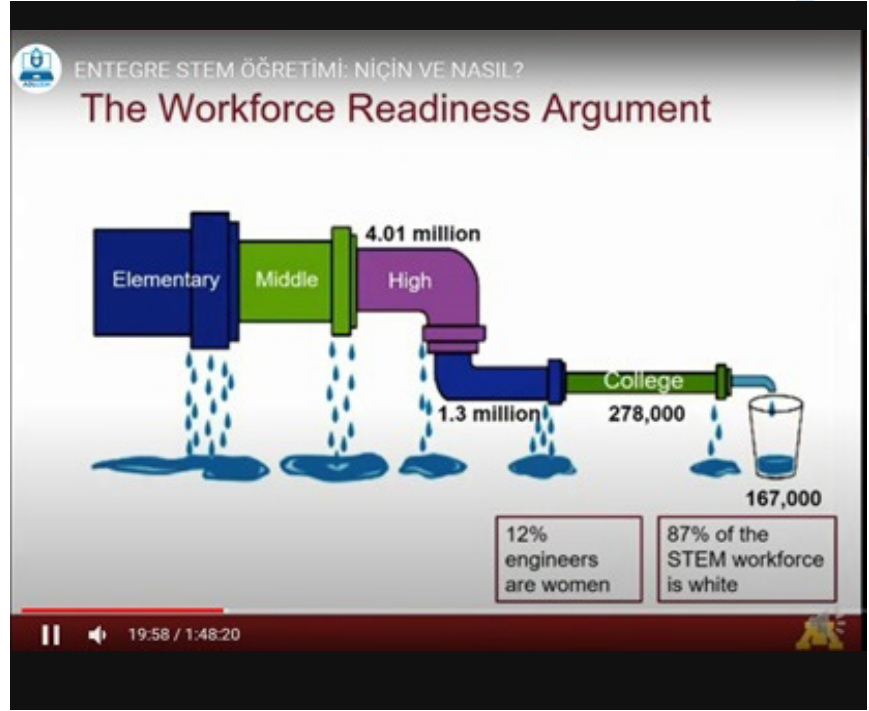 ENTEGRE STEM ÖĞRETİMİ: NİÇİN VE NASIL?
The Workforce Readiness Argument
4.01 million
Elementary
Middle
High
College
1.3 million
278,000
167,000
12%
engineers
are women
87% of the
STEM workforce
is white
19:58 / 1:48:20